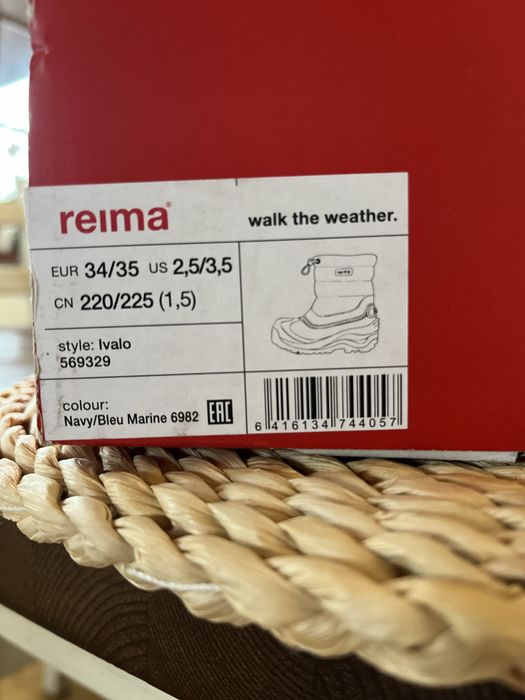 reima®
walk the weather.
EUR 34/35 US 2,5/3,5
CN 220/225 (1,5)
style: Ivalo
569329
colour:
Navy/Bleu Marine 6982 EAC
6 416134 744057